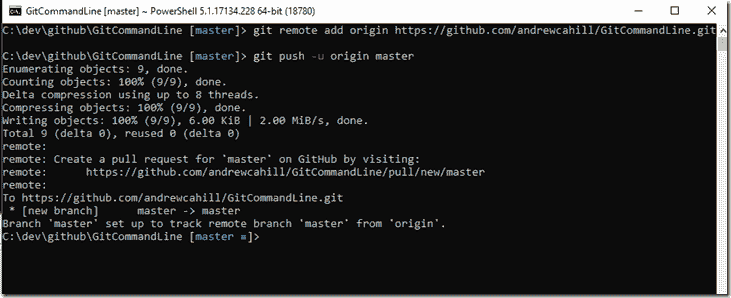 GitCommandLine [master] ~ PowerShell 5.1.17134.228 64-bit (18780)
C:\dev\github\GitCommandLine [master]> git remote add origin https://github.com/andrewcahill/GitCommandLine.git
C:\dev\github\GitCommandLine [master]> git push -u origin master
Enumerating objects: 9, done.
Counting objects: 100% (9/9), done.
Delta compression using up to 8 threads.
Compressing objects: 100% (9/9), done.
Writing objects: 100% (9/9), 6.00 KiB | 2.00 MiB/s, done.
Total 9 (delta 0), reused 0 (delta 0)
remote:
remote: Create a pull request for 'master' on GitHub by visiting:
remote:      https://github.com/andrewcahill/GitCommandLine/pull/new/master
remote:
To https://github.com/andrewcahill/GitCommandLine.git
 * [new branch]      master -> master
Branch 'master' set up to track remote branch 'master' from 'origin'.
C:\dev\github\GitCommandLine [master ≡]>